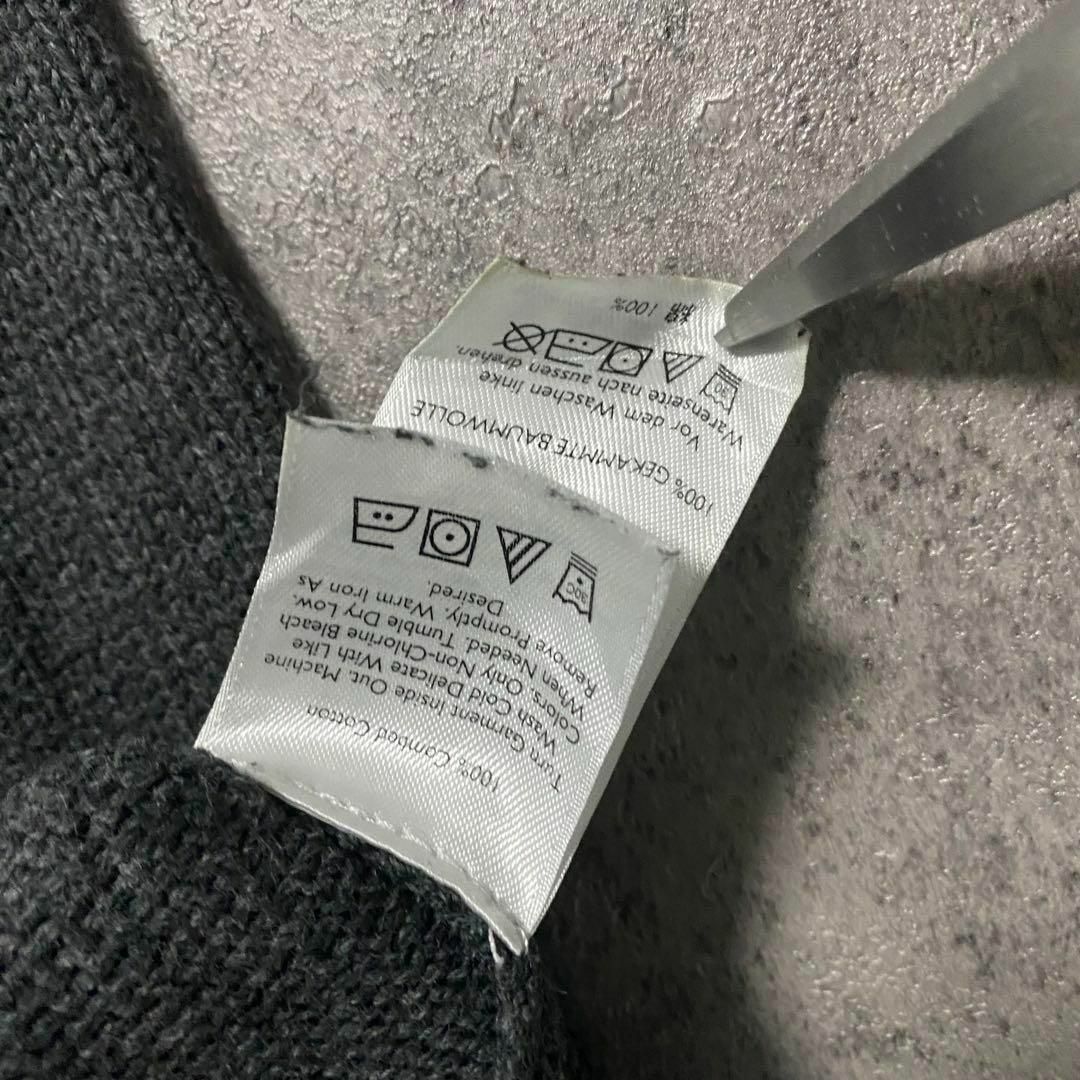 100% Combed Cotton
Turn Garment Inside Out. Machine
Wash Cold Delicate With Like
Colors. Only Non-Chlorine Bleach
When Needed. Tumble Dry Low.
Remove Promptly. Warm Iron As
Desired.
30C
100% GEKAMMTE BAUMWOLLE
Vor dem Waschen linke
Warenseite nach aussen drehen.
30
綿 100%